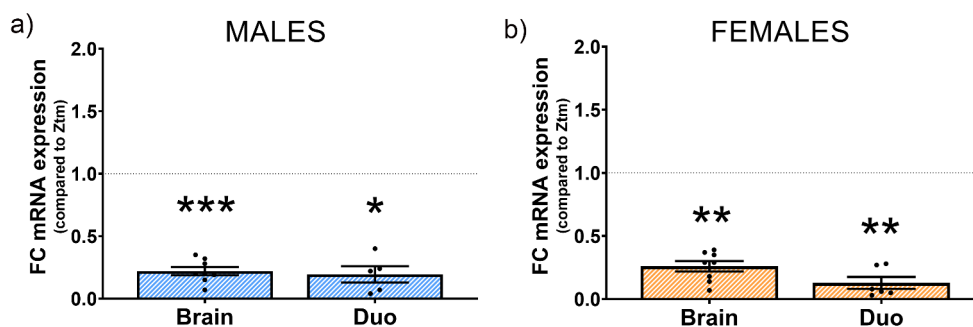 a)
MALES
FC mRNA expression
(compared to Ztm)
2.0
1.5
1.0
0.5
0.0
***
*
Brain
Duo
b)
FEMALES
FC mRNA expression
(compared to Ztm)
2.0
1.5
1.0
0.5
0.0
**
**
Brain
Duo